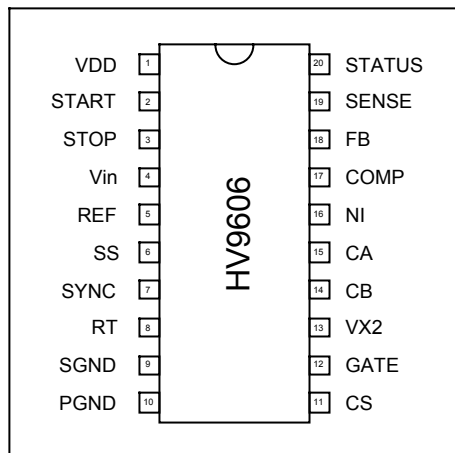 VDD 1 20 STATUS
START 2 19 SENSE
STOP 3 18 FB
Vin 4 17 COMP
REF 5 16 NI
SS 6 15 CA
SYNC 7 14 CB
RT 8 13 VX2
SGND 9 12 GATE
PGND 10 11 CS
HV9606